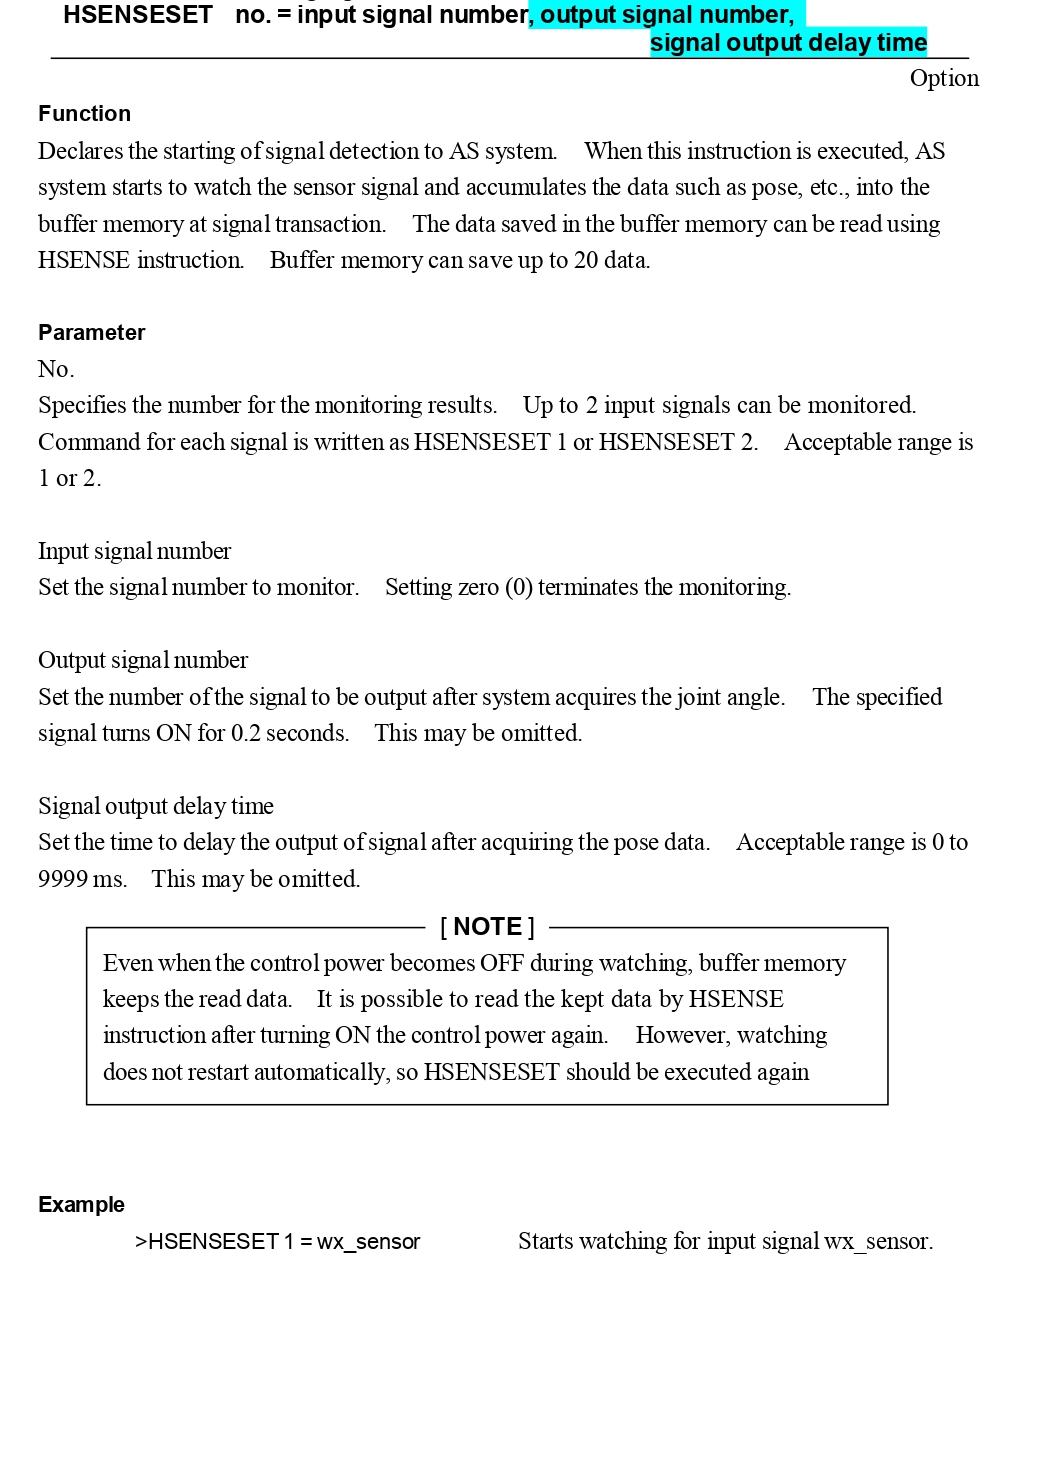 HSENSESET no. = input signal number, output signal number,
signal output delay time
Option
Function
Declares the starting of signal detection to AS system. When this instruction is executed, AS
system starts to watch the sensor signal and accumulates the data such as pose, etc., into the
buffer memory at signal transaction. The data saved in the buffer memory can be read using
HSENSE instruction. Buffer memory can save up to 20 data.
Parameter
No.
Specifies the number for the monitoring results. Up to 2 input signals can be monitored.
Command for each signal is written as HSENSESET 1 or HSENSESET 2. Acceptable range is
1 or 2.
Input signal number
Set the signal number to monitor. Setting zero (0) terminates the monitoring.
Output signal number
Set the number of the signal to be output after system acquires the joint angle. The specified
signal turns ON for 0.2 seconds. This may be omitted.
Signal output delay time
Set the time to delay the output of signal after acquiring the pose data. Acceptable range is 0 to
9999 ms. This may be omitted.
[ NOTE ]
Even when the control power becomes OFF during watching, buffer memory
keeps the read data. It is possible to read the kept data by HSENSE
instruction after turning ON the control power again. However, watching
does not restart automatically, so HSENSESET should be executed again
Example
>HSENSESET 1 = wx_sensor Starts watching for input signal wx_sensor.